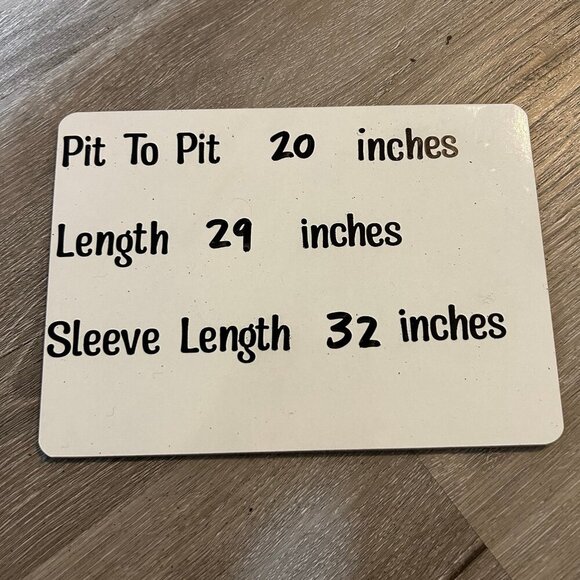 Pit To Pit 20 inches
Length 29 inches
Sleeve Length 32 inches